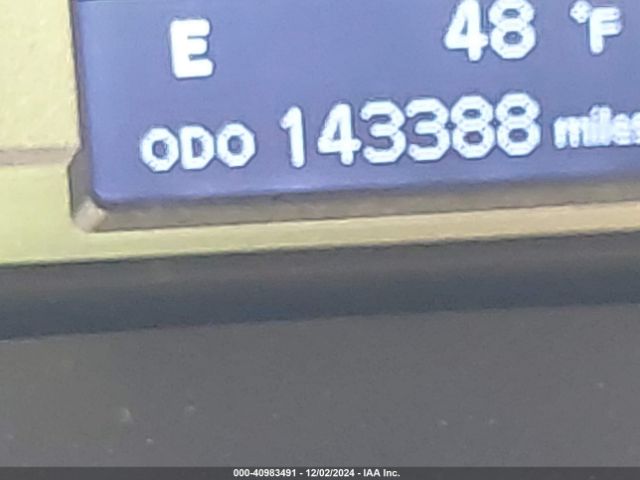 E 48 °F
ODO 143388 miles
000-40983491 - 12/02/2024 - IAA Inc.